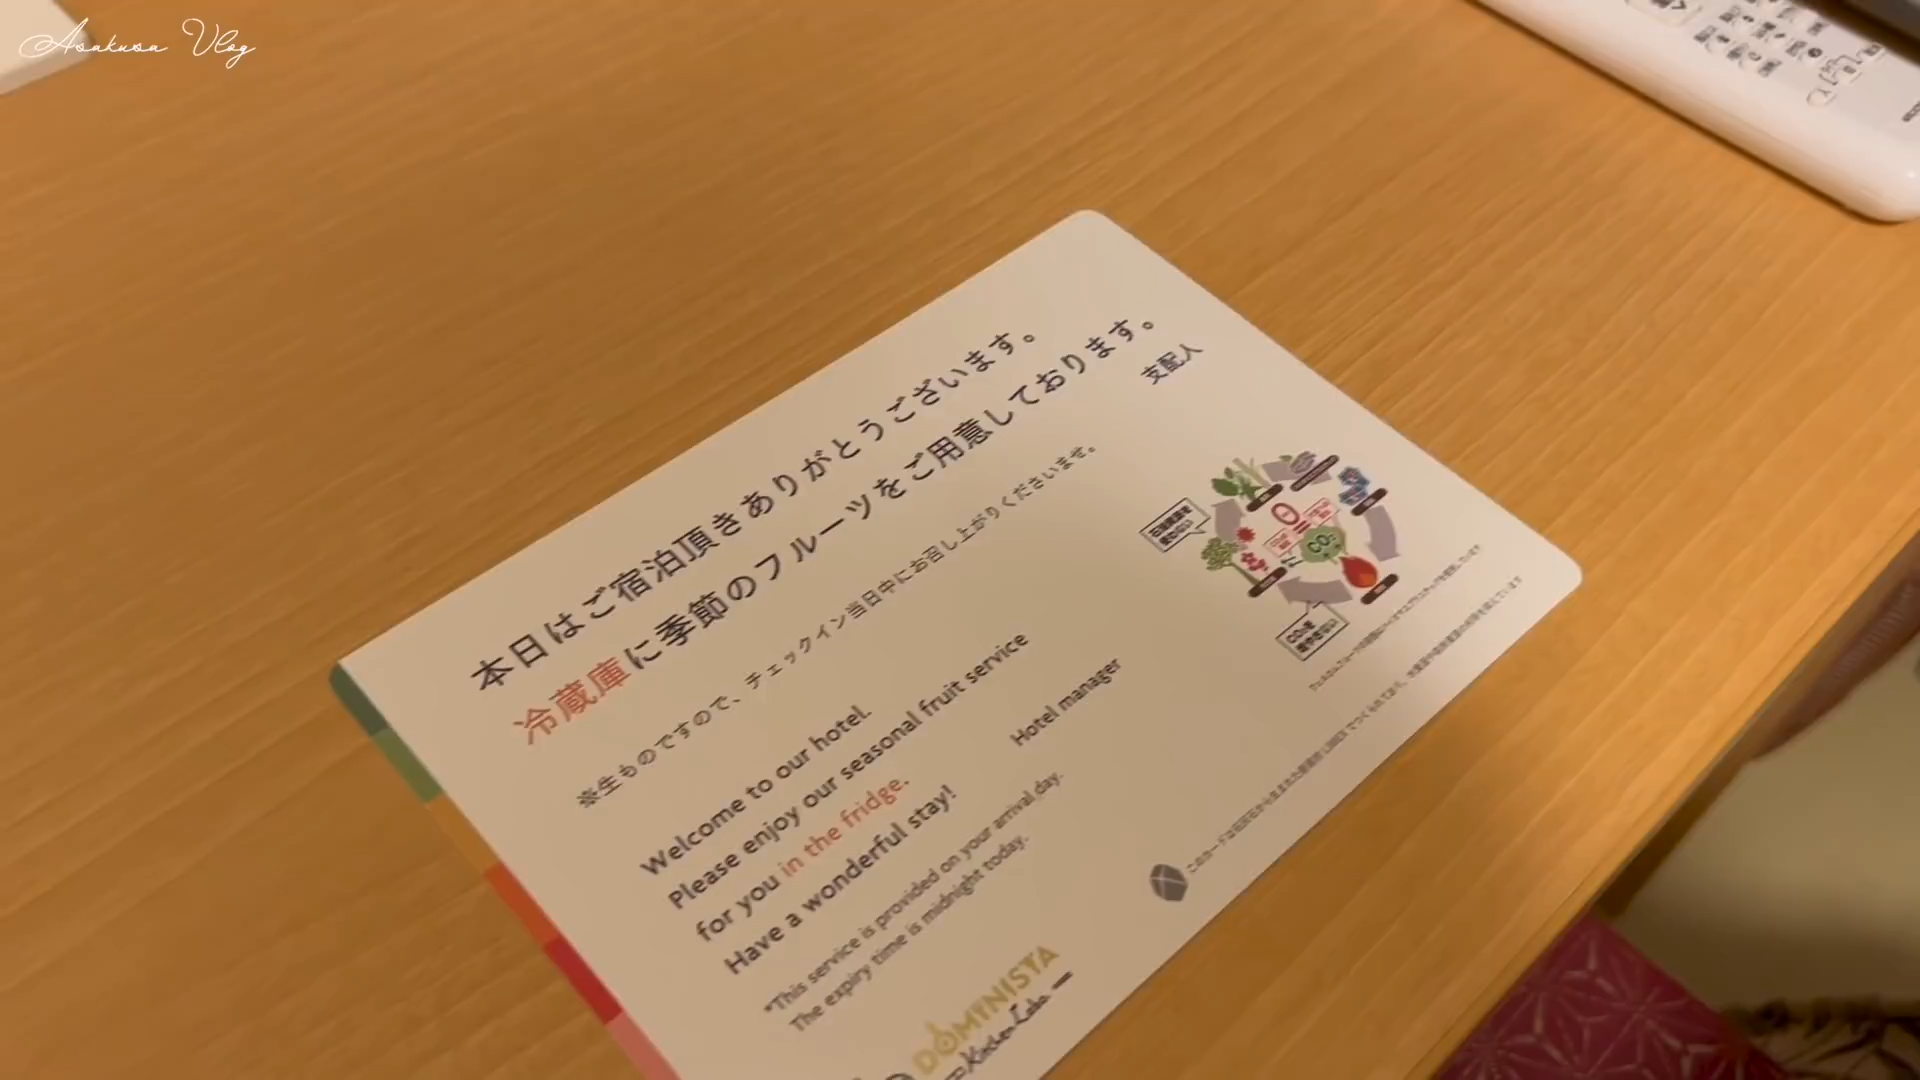 Asakusa Vlog
本日はご宿泊頂きありがとうございます。
冷蔵庫に季節のフルーツをご用意しております。
支配人
※生ものですので、チェックイン当日中にお召し上がりくださいませ。
Welcome to our hotel.
Please enjoy our seasonal fruit service
for you in the fridge.
Have a wonderful stay!
Hotel manager
*This service is provided on your arrival day.
The expiry time is midnight today.
DOMINISTA
Kitchen Labo.
CO₂